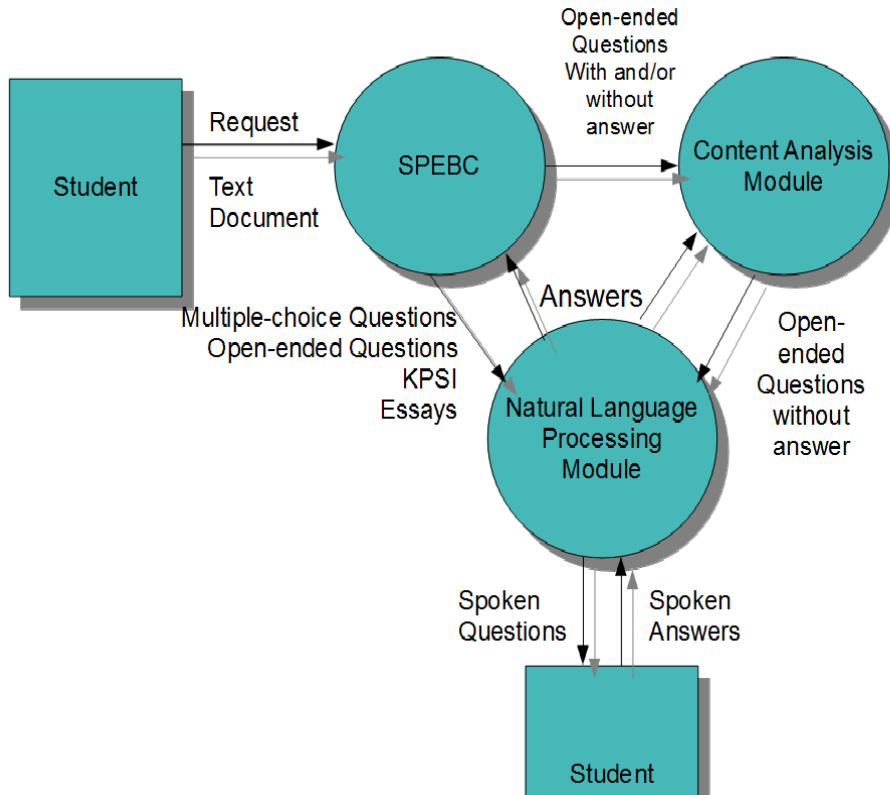 Open-ended
Questions
With and/or
without
answer
Request
Student
SPEBC
Content Analysis
Module
Text
Document
Answers
Multiple-choice Questions
Open-ended Questions
KPSI
Essays
Open-
ended
Questions
without
answer
Natural Language
Processing
Module
Spoken
Questions
Spoken
Answers
Student